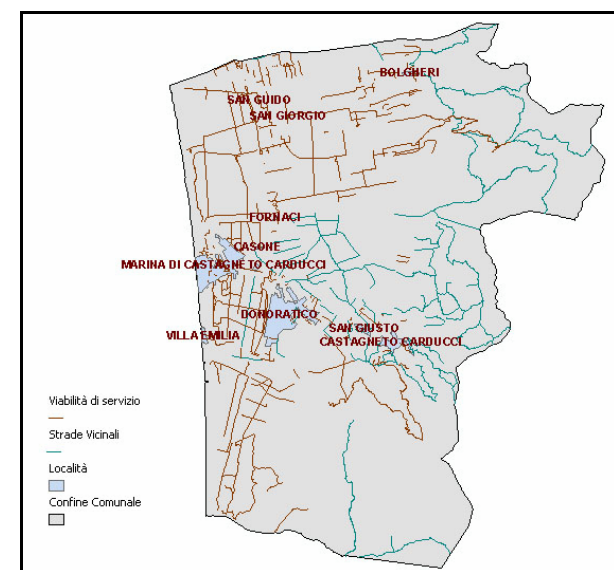 BOLGHERI
SAN GUIDO
SAN GIORGIO
FORNACI
CASONE
MARINA DI CASTAGNETO CARDUCCI
DONORATICO
SAN GIUSTO
VILLA EMILIA
CASTAGNETO CARDUCCI
Viabilità di servizio
Strade Vicinali
Località
Confine Comunale